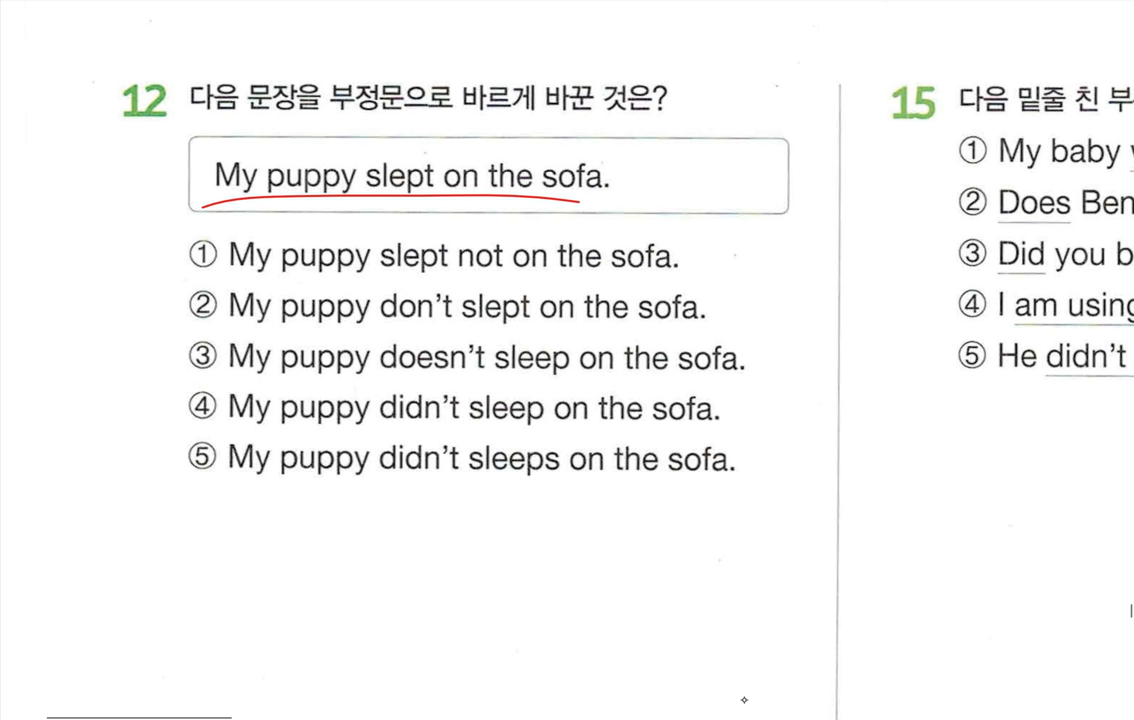 12 다음 문장을 부정문으로 바르게 바꾼 것은?
My puppy slept on the sofa.
① My puppy slept not on the sofa.
② My puppy don't slept on the sofa.
③ My puppy doesn't sleep on the sofa.
④ My puppy didn't sleep on the sofa.
⑤ My puppy didn't sleeps on the sofa.
15 다음 밑줄 친 부
① My baby
② Does Ben
③ Did you b
④ I am using
⑤ He didn't